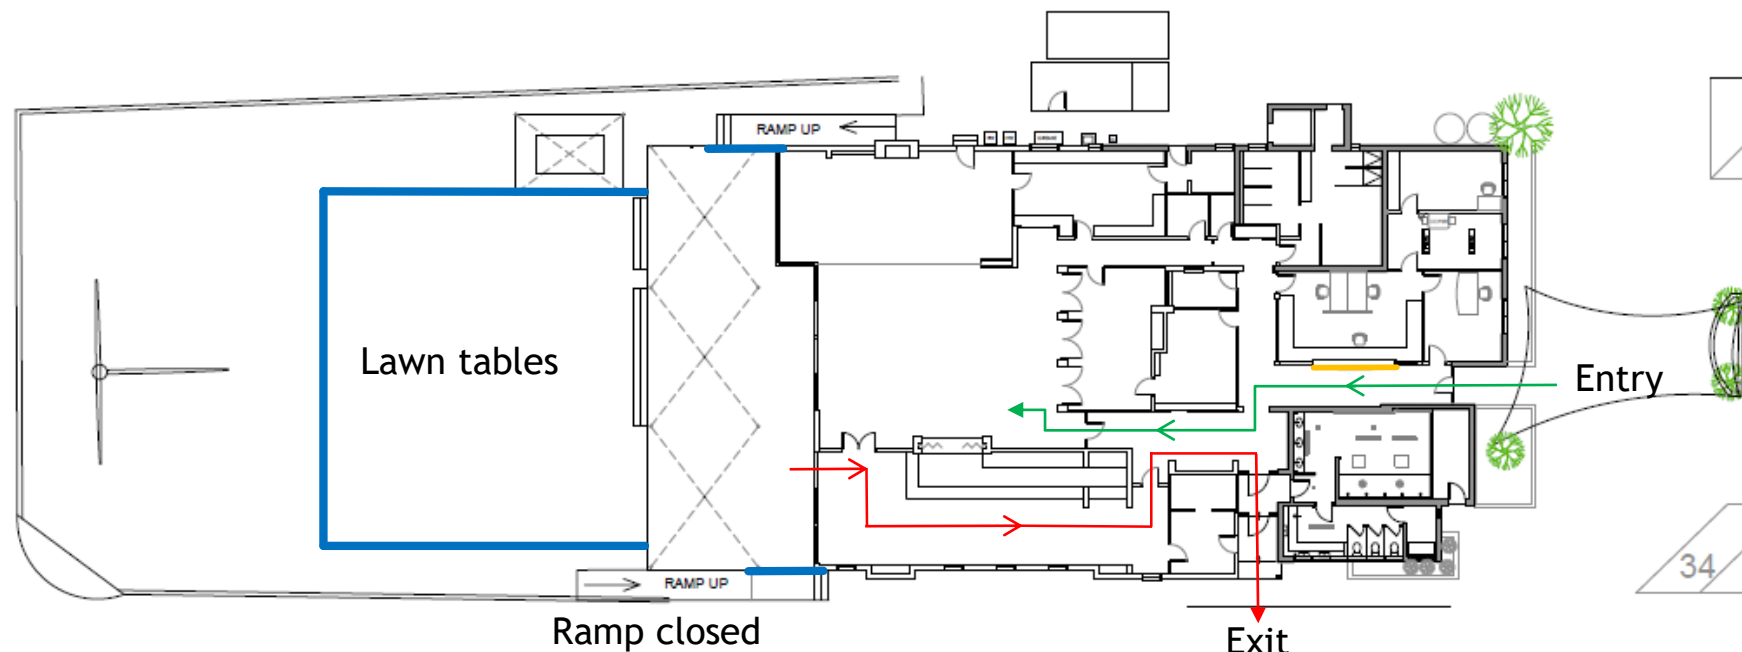 RAMP UP
Lawn tables
Entry
34
RAMP UP
Ramp closed
Exit